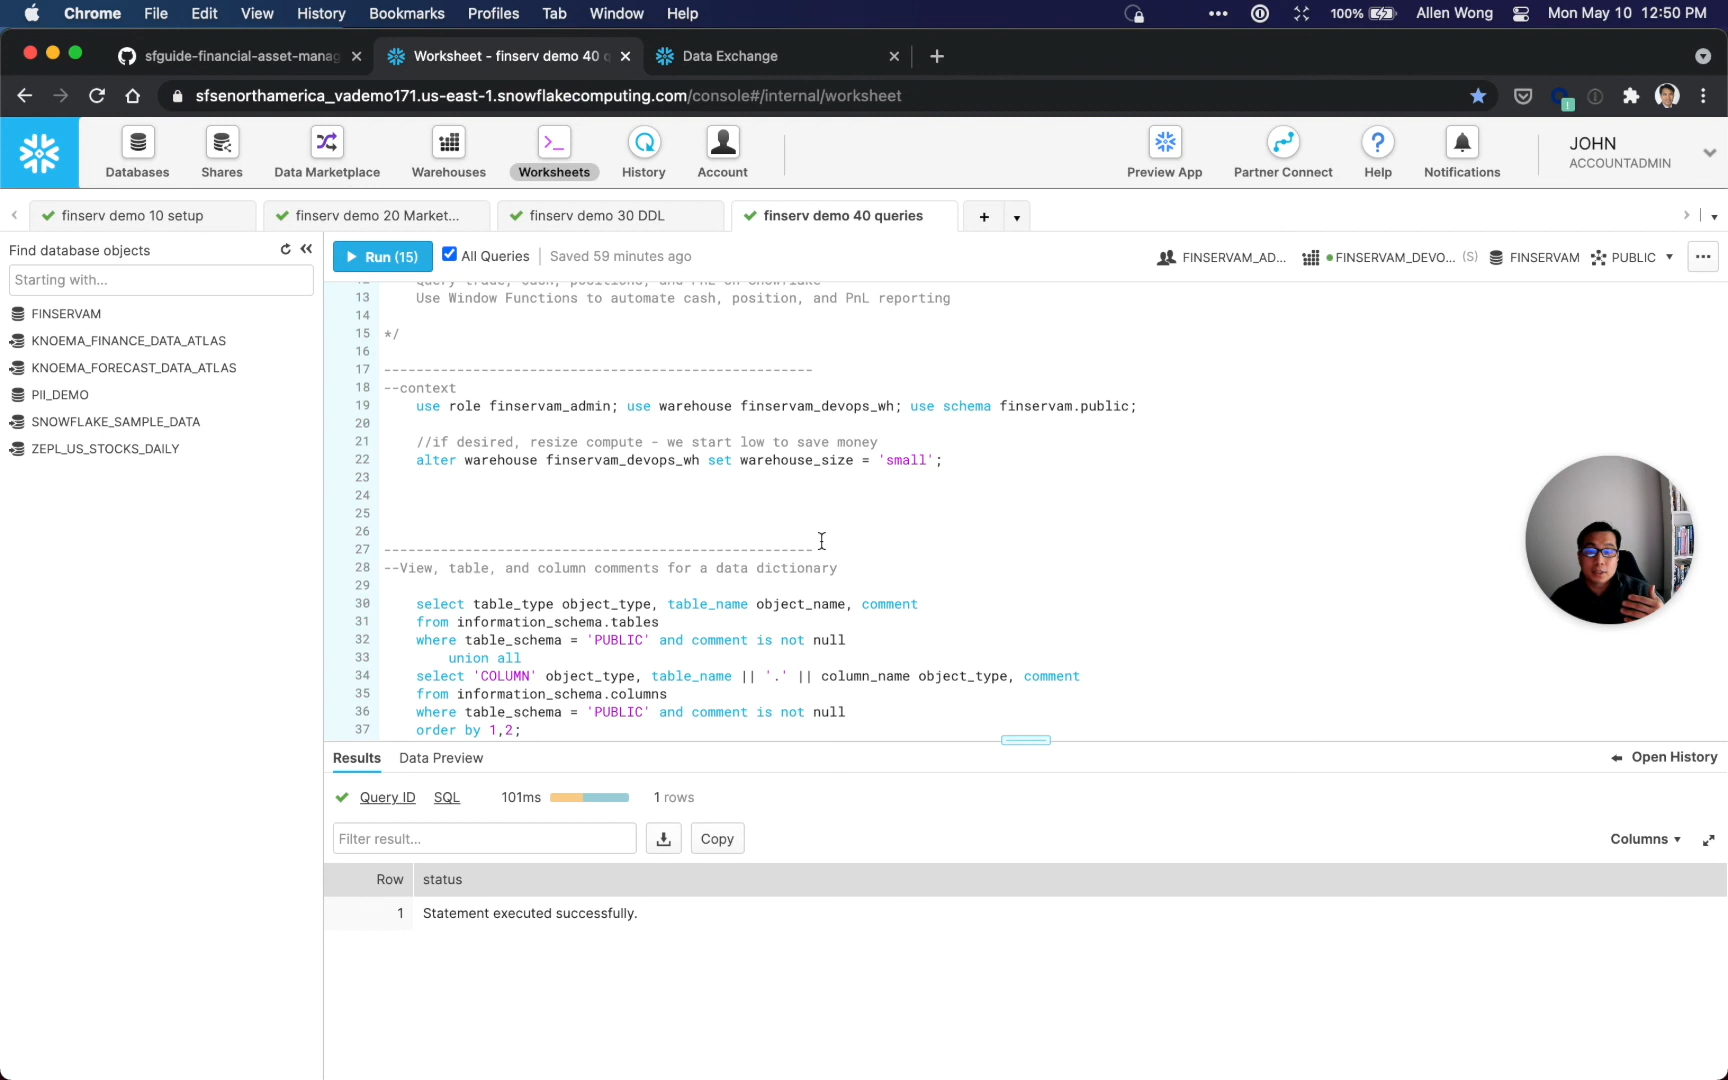 Chrome File Edit View History Bookmarks Profiles Tab Window Help 100% Allen Wong Mon May 10 12:50 PM
sfguide-financial-asset-manag
Worksheet - finserv demo 40 q
Data Exchange
sfsenorthamerica_vademo171.us-east-1.snowflakecomputing.com/console#/internal/worksheet
Databases
Shares
Data Marketplace
Warehouses
Worksheets
History
Account
Preview App
Partner Connect
Help
Notifications
JOHN
ACCOUNTADMIN
finserv demo 10 setup
finserv demo 20 Market...
finserv demo 30 DDL
finserv demo 40 queries
Find database objects
Starting with...
FINSERVAM
KNOEMA_FINANCE_DATA_ATLAS
KNOEMA_FORECAST_DATA_ATLAS
PII_DEMO
SNOWFLAKE_SAMPLE_DATA
ZEPL_US_STOCKS_DAILY
Run (15) All Queries Saved 59 minutes ago
FINSERVAM_AD... FINSERVAM_DEVO... (S) FINSERVAM PUBLIC
12 Query trade, cash, positions, and PnL on Snowflake
13 Use Window Functions to automate cash, position, and PnL reporting
14
15 */
16
17 -----------------------------------------------------
18 --context
19 use role finservam_admin; use warehouse finservam_devops_wh; use schema finservam.public;
20
21 //if desired, resize compute - we start low to save money
22 alter warehouse finservam_devops_wh set warehouse_size = 'small';
23
24
25
26
27 -----------------------------------------------------
28 --View, table, and column comments for a data dictionary
29
30 select table_type object_type, table_name object_name, comment
31 from information_schema.tables
32 where table_schema = 'PUBLIC' and comment is not null
33 union all
34 select 'COLUMN' object_type, table_name || '.' || column_name object_type, comment
35 from information_schema.columns
36 where table_schema = 'PUBLIC' and comment is not null
37 order by 1,2;
Results Data Preview Open History
Query ID SQL 101ms 1 rows
Filter result... Copy Columns
Row status
1 Statement executed successfully.